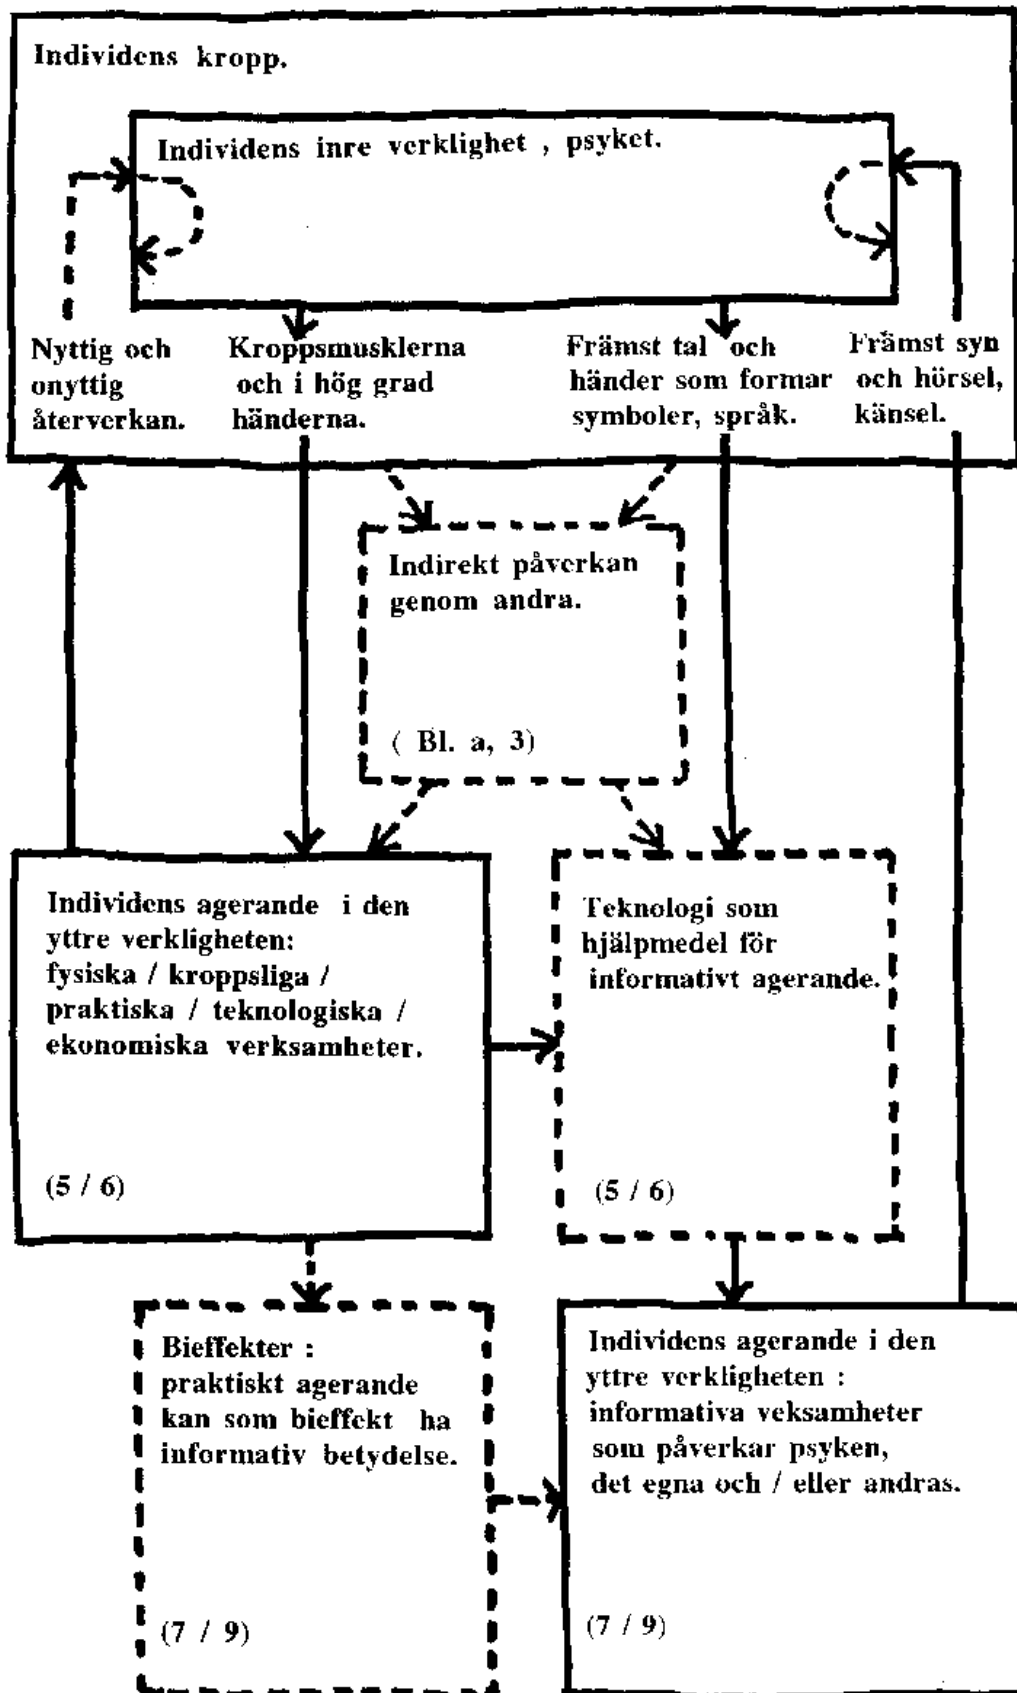 Individens kropp.
Individens inre verklighet , psyket.
Nyttig och
onyttig
återverkan.
Kroppsmusklerna
och i hög grad
händerna.
Främst tal och
händer som formar
symboler, språk.
Främst syn
och hörsel,
känsel.
Indirekt påverkan
genom andra.
( Bl. a, 3)
Individens agerande i den
yttre verkligheten:
fysiska / kroppsliga /
praktiska / teknologiska /
ekonomiska verksamheter.
(5 / 6)
Teknologi som
hjälpmedel för
informativt agerande.
(5 / 6)
Bieffekter :
praktiskt agerande
kan som bieffekt ha
informativ betydelse.
(7 / 9)
Individens agerande i den
yttre verkligheten :
informativa veksamheter
som påverkar psyken,
det egna och / eller andras.
(7 / 9)